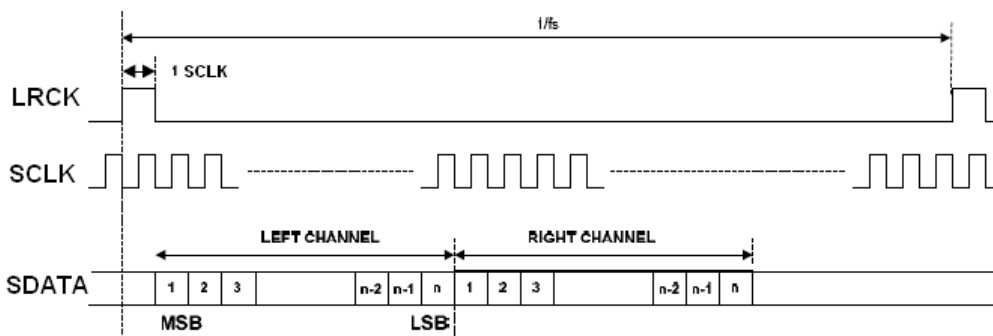 1/fs
1 SCLK
LRCK
SCLK
LEFT CHANNEL RIGHT CHANNEL
SDATA 1 2 3 n-2 n-1 n 1 2 3 n-2 n-1 n
MSB LSB